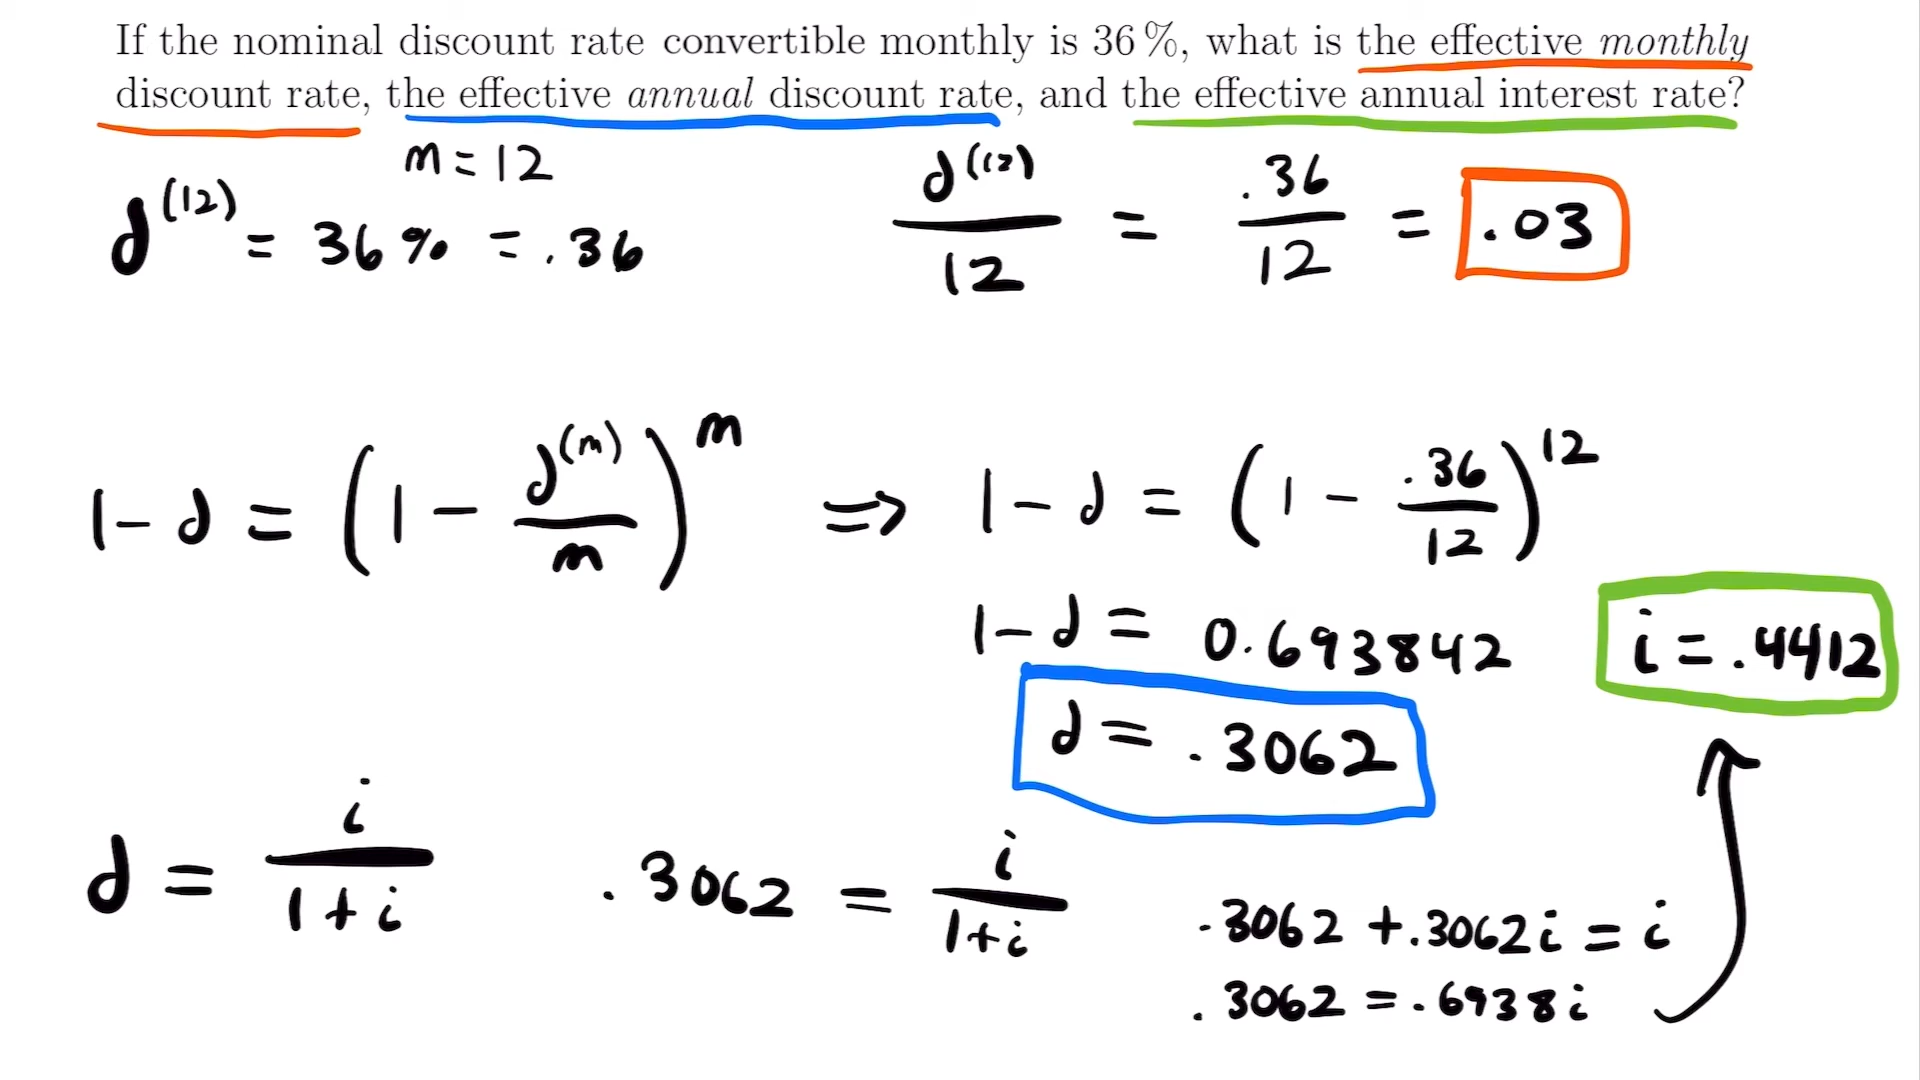 If the nominal discount rate convertible monthly is 36 %, what is the effective monthly
discount rate, the effective annual discount rate, and the effective annual interest rate?
m = 12
d^(12) = 36 % = .36
d^(12)/12 = .36/12 = .03
1 - d = (1 - d^(m)/m)^m ⇒ 1 - d = (1 - .36/12)^12
1 - d = 0.693842
i = .4412
d = .3062
d = i/(1+i)
.3062 = i/(1+i)
.3062 + .3062i = i
.3062 = .6938i